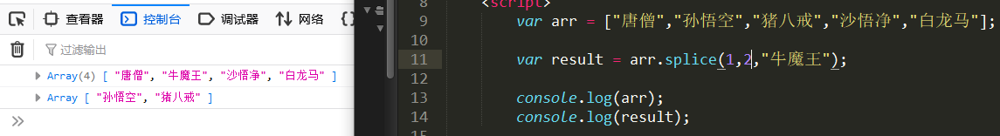 查看器 控制台 调试器 网络
过滤输出
Array(4) [ "唐僧", "牛魔王", "沙悟净", "白龙马" ]
Array [ "孙悟空", "猪八戒" ]
8 <script>
9 var arr = ["唐僧","孙悟空","猪八戒","沙悟净","白龙马"];
10
11 var result = arr.splice(1,2,"牛魔王");
12
13 console.log(arr);
14 console.log(result);
15